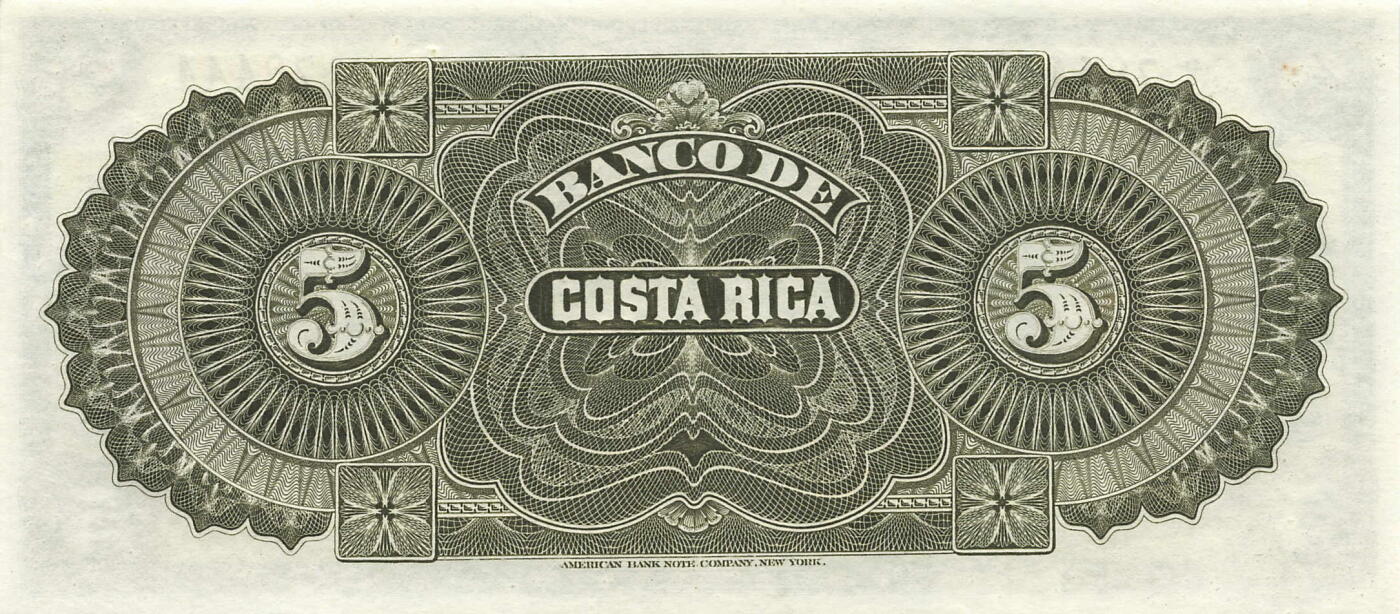 BANCO DE
5 COSTA RICA 5
AMERICAN BANK NOTE COMPANY, NEW YORK.